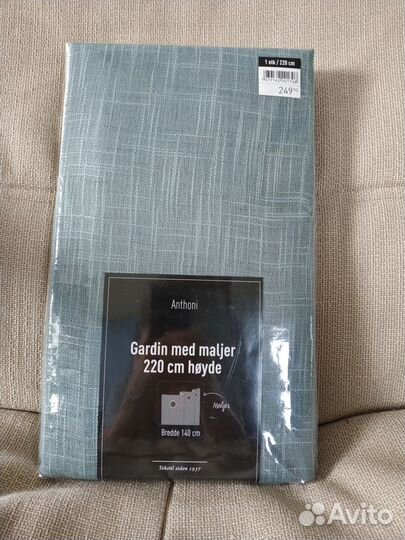 1 stk / 220 cm
249.90
Anthoni
Gardin med maljer
220 cm høyde
Maljer
Bredde 140 cm
Tekstil siden 1937
Avito